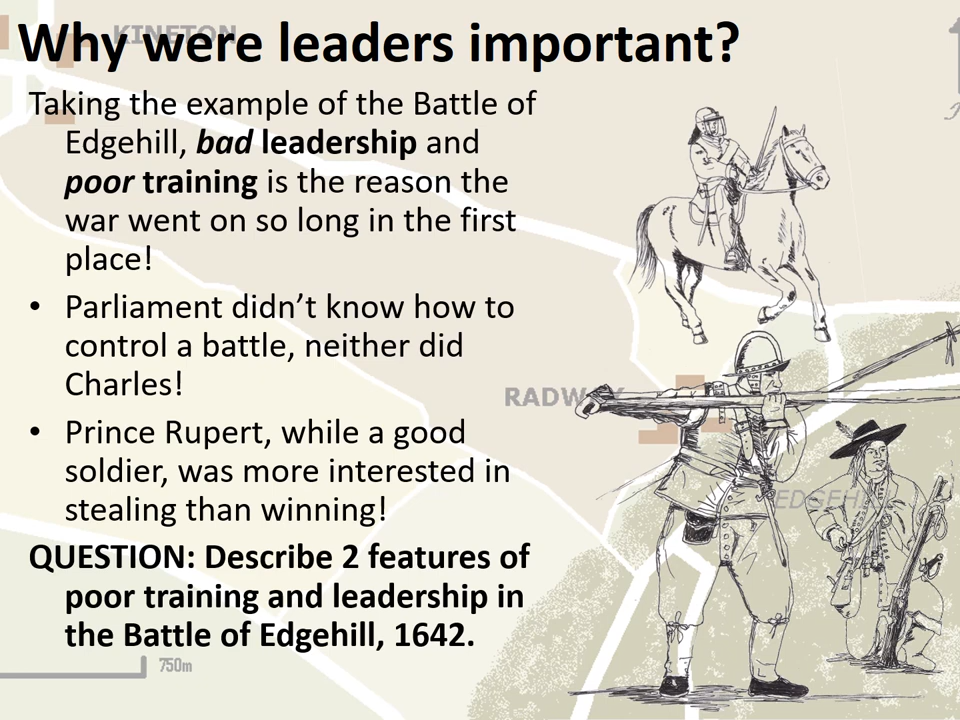 KINETON
Why were leaders important?
Taking the example of the Battle of
Edgehill, bad leadership and
poor training is the reason the
war went on so long in the first
place!
• Parliament didn’t know how to
control a battle, neither did
Charles!
RADWAY
• Prince Rupert, while a good
soldier, was more interested in
stealing than winning!
EDGEHILL
QUESTION: Describe 2 features of
poor training and leadership in
the Battle of Edgehill, 1642.
750m